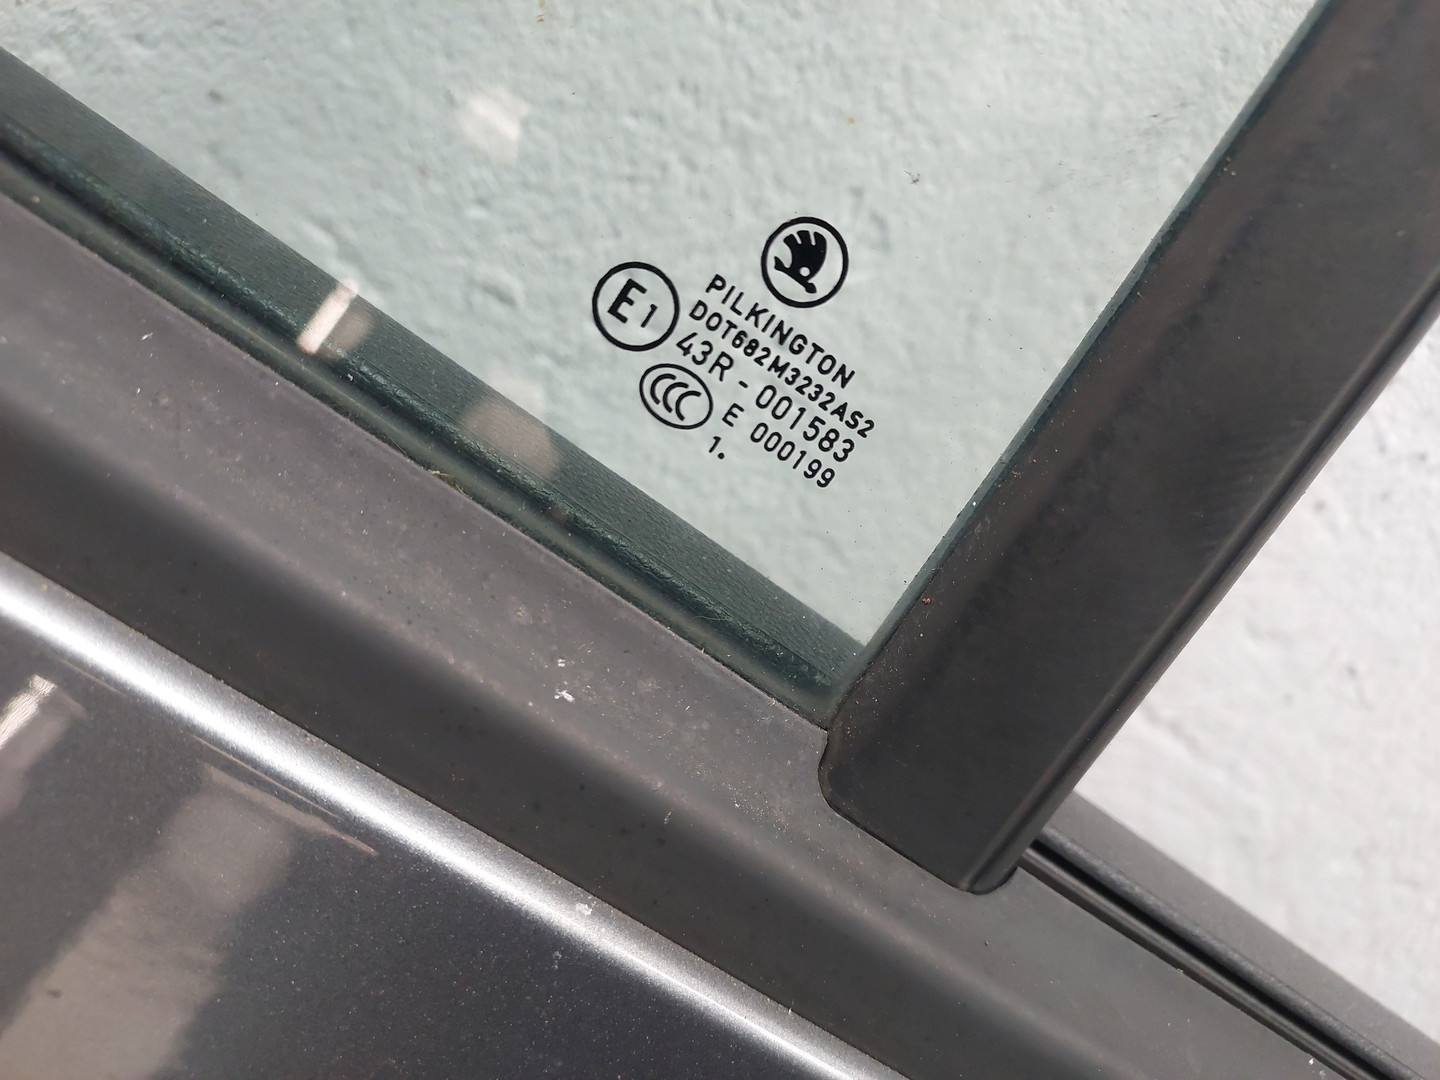 PILKINGTON
DOT682M3232AS2
E1 43R - 001583
CCC E 000199
1.